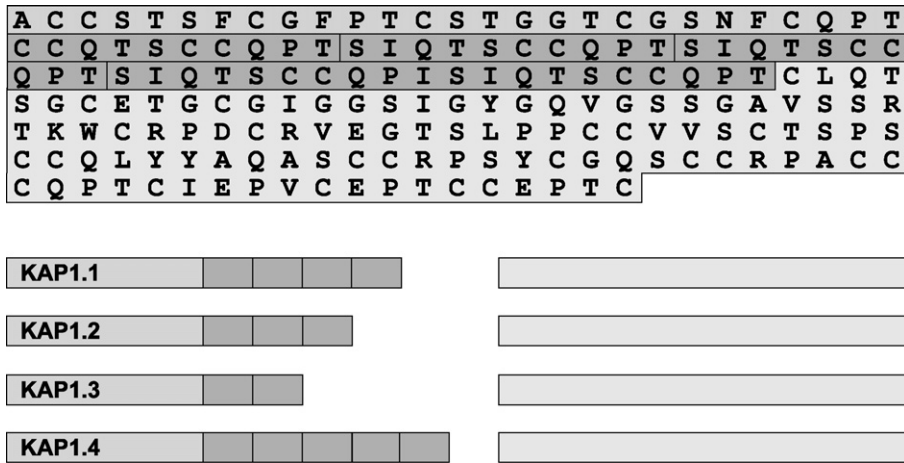 A C C S T S F C G F P T C S T G G T C G S N F C Q P T
C C Q T S C C Q P T S I Q T S C C Q P T S I Q T S C C
Q P T S I Q T S C C Q P I S I Q T S C C Q P T C L Q T
S G C E T G C G I G G S I G Y G Q V G S S G A V S S R
T K W C R P D C R V E G T S L P P C C V V S C T S P S
C C Q L Y Y A Q A S C C R P S Y C G Q S C C R P A C C
C Q P T C I E P V C E P T C C E P T C
KAP1.1
KAP1.2
KAP1.3
KAP1.4